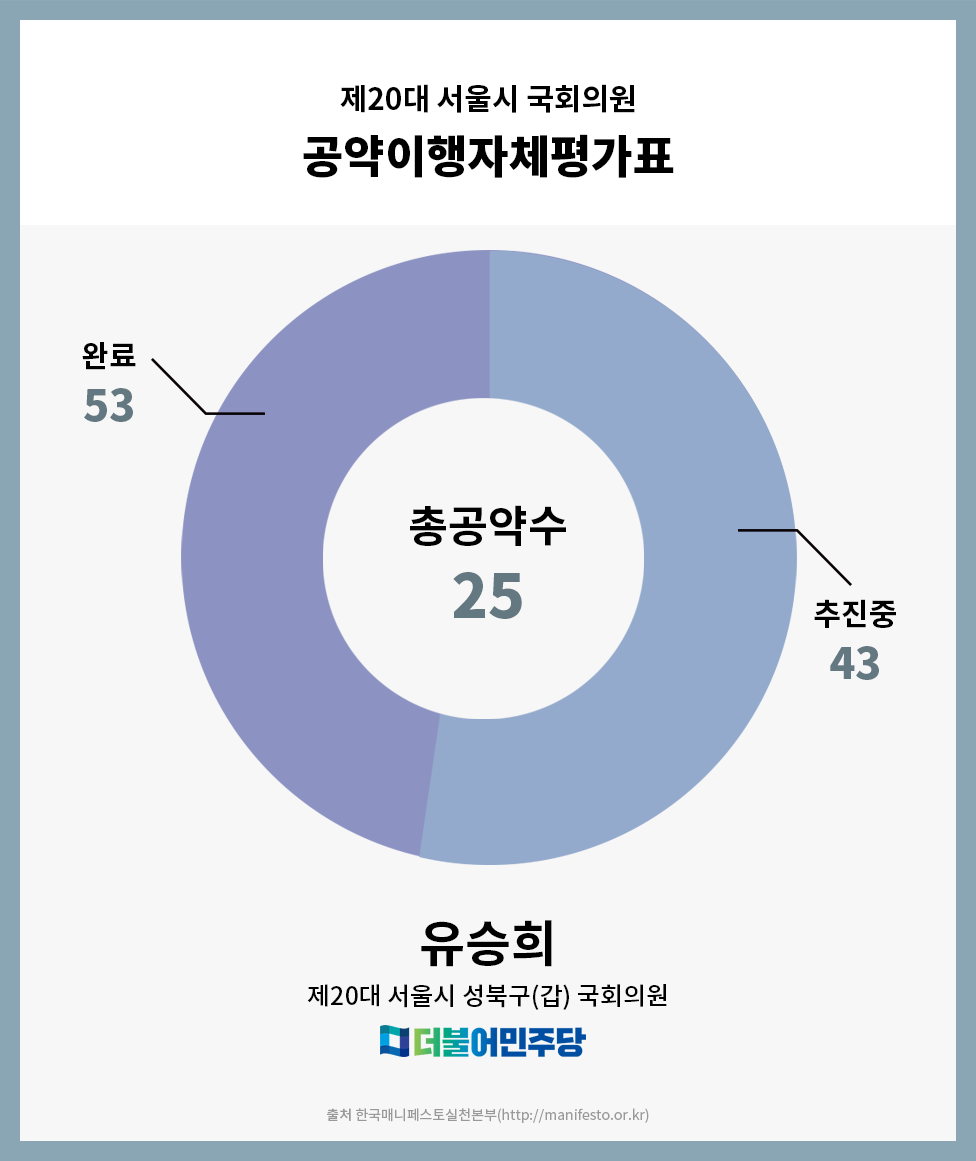 제20대 서울시 국회의원
공약이행자체평가표
완료
53
총공약수
25
추진중
43
유승희
제20대 서울시 성북구(갑) 국회의원
더불어민주당
출처 한국매니페스토실천본부(http://manifesto.or.kr)